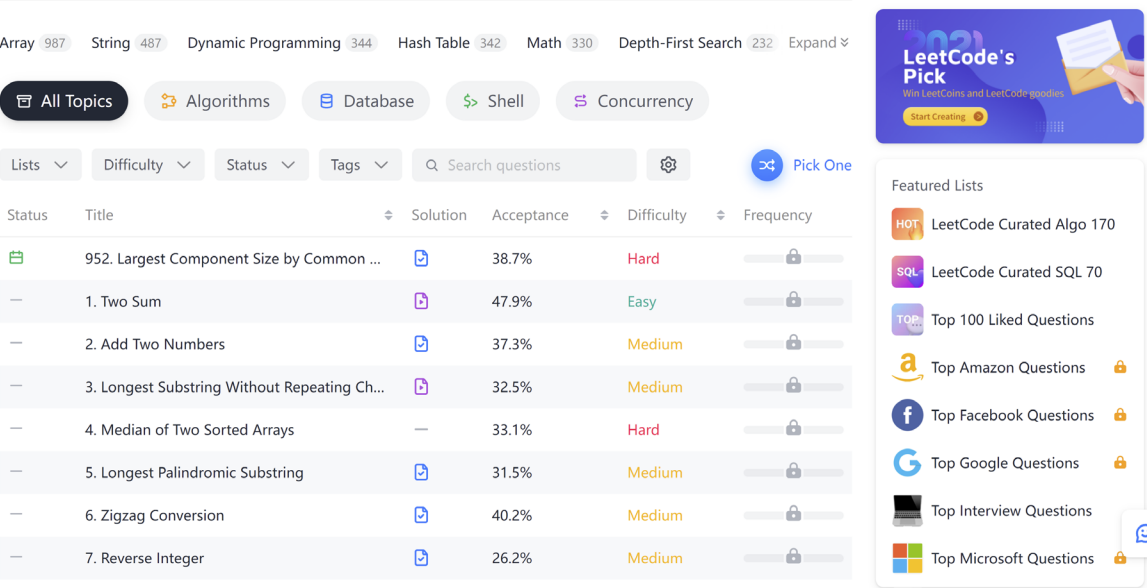 Array 987 String 487 Dynamic Programming 344 Hash Table 342 Math 330 Depth-First Search 232 Expand
All Topics Algorithms Database $> Shell Concurrency
Lists Difficulty Status Tags Search questions Pick One
Status Title Solution Acceptance Difficulty Frequency
952. Largest Component Size by Common ... 38.7% Hard
1. Two Sum 47.9% Easy
2. Add Two Numbers 37.3% Medium
3. Longest Substring Without Repeating Ch... 32.5% Medium
4. Median of Two Sorted Arrays 33.1% Hard
5. Longest Palindromic Substring 31.5% Medium
6. Zigzag Conversion 40.2% Medium
7. Reverse Integer 26.2% Medium
2021
LeetCode's
Pick
Win LeetCoins and LeetCode goodies
Start Creating
Featured Lists
HOT LeetCode Curated Algo 170
SQL LeetCode Curated SQL 70
TOP Top 100 Liked Questions
a Top Amazon Questions
f Top Facebook Questions
G Top Google Questions
Top Interview Questions
Top Microsoft Questions